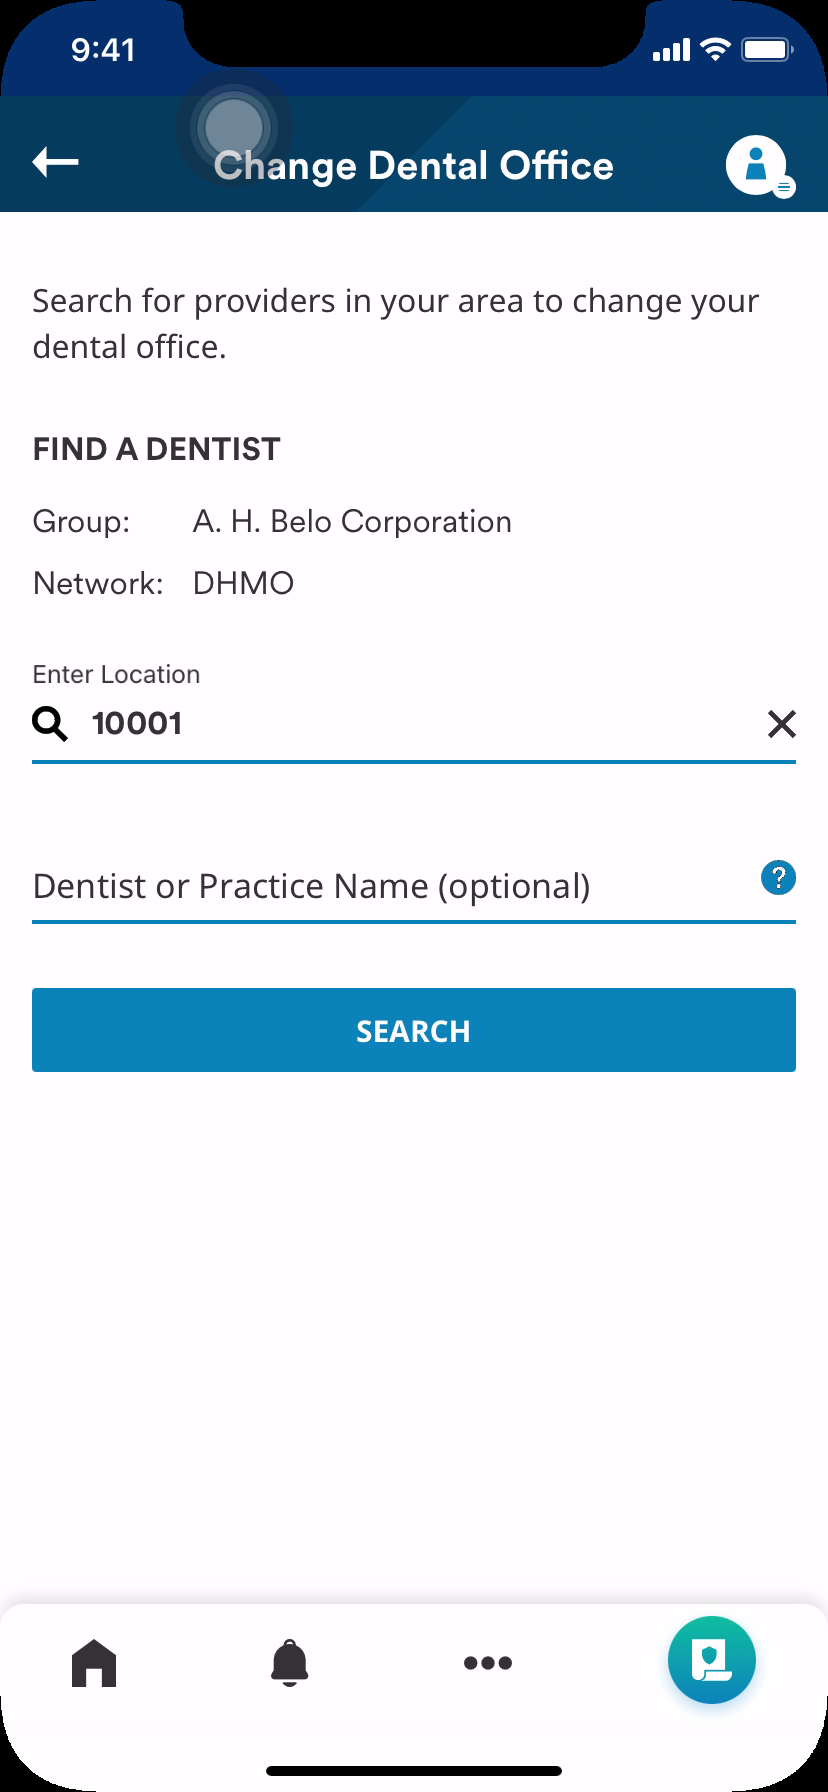 9:41
Change Dental Office
Search for providers in your area to change your
dental office.
FIND A DENTIST
Group: A. H. Belo Corporation
Network: DHMO
Enter Location
10001
Dentist or Practice Name (optional)
?
SEARCH